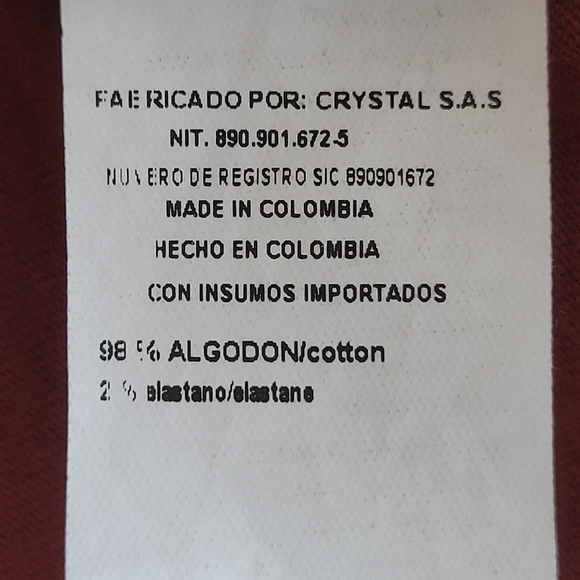 FABRICADO POR: CRYSTAL S.A.S
NIT. 890.901.672-5
NUMERO DE REGISTRO SIC 890901672
MADE IN COLOMBIA
HECHO EN COLOMBIA
CON INSUMOS IMPORTADOS
98 % ALGODON/cotton
2 % elastano/elastane